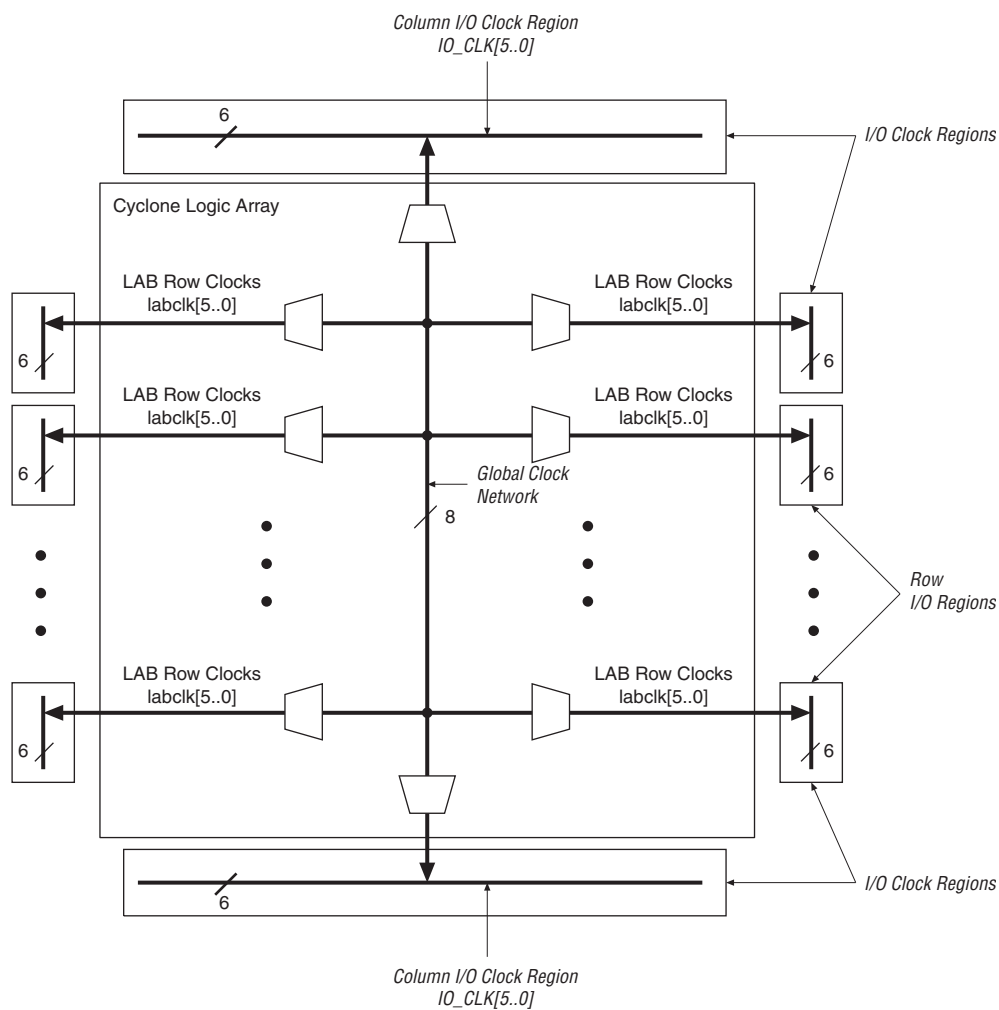 Column I/O Clock Region
IO_CLK[5..0]
6
I/O Clock Regions
Cyclone Logic Array
LAB Row Clocks
labclk[5..0]
LAB Row Clocks
labclk[5..0]
6
6
LAB Row Clocks
labclk[5..0]
LAB Row Clocks
labclk[5..0]
6
6
Global Clock
Network
8
Row
I/O Regions
LAB Row Clocks
labclk[5..0]
LAB Row Clocks
labclk[5..0]
6
6
6
I/O Clock Regions
Column I/O Clock Region
IO_CLK[5..0]